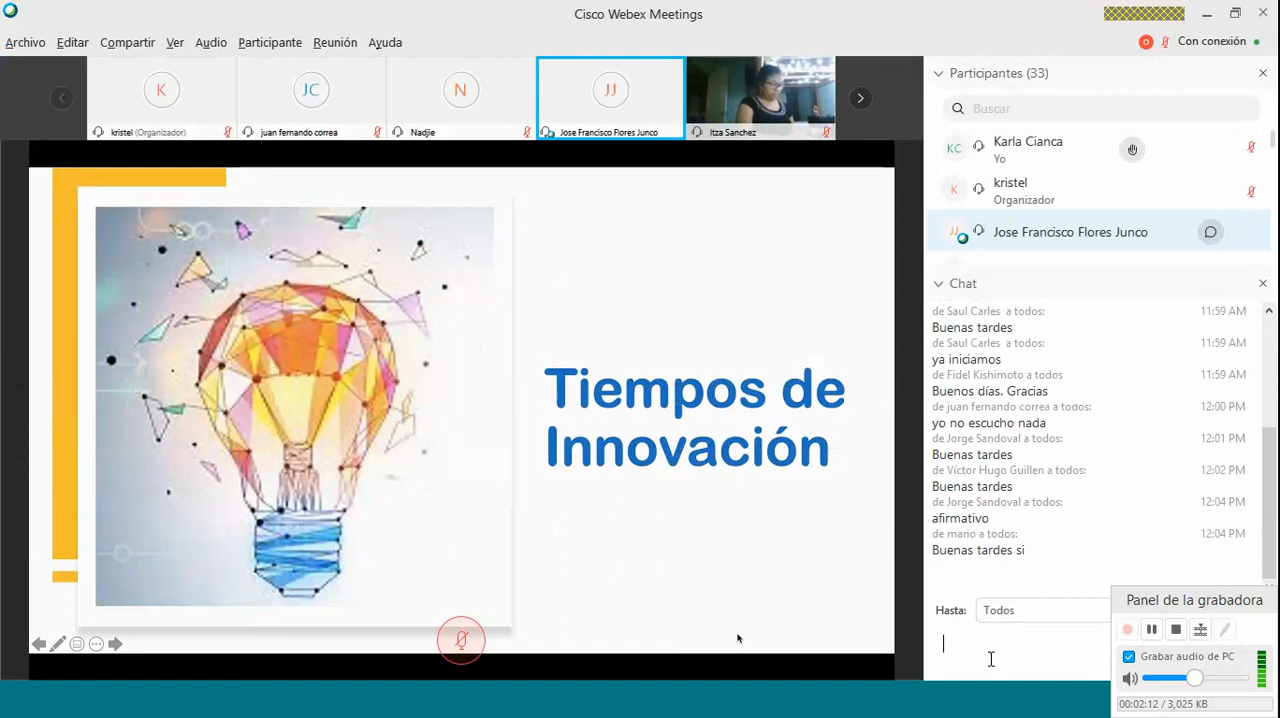 Cisco Webex Meetings
Archivo Editar Compartir Ver Audio Participante Reunión Ayuda
Con conexión
K
JC
N
JJ
kristel (Organizador)
juan fernando correa
Nadjie
Jose Francisco Flores Junco
Itza Sanchez
Tiempos de
Innovación
Participantes (33)
Buscar
KC Karla Cianca
Yo
K kristel
Organizador
JJ Jose Francisco Flores Junco
Chat
de Saul Carles a todos: 11:59 AM
Buenas tardes
de Saul Carles a todos: 11:59 AM
ya iniciamos
de Fidel Kishimoto a todos: 11:59 AM
Buenos días. Gracias
de juan fernando correa a todos: 12:00 PM
yo no escucho nada
de Jorge Sandoval a todos: 12:01 PM
Buenas tardes
de Víctor Hugo Guillen a todos: 12:02 PM
Buenas tardes
de Jorge Sandoval a todos: 12:04 PM
afirmativo
de mario a todos: 12:04 PM
Buenas tardes si
Hasta: Todos
Panel de la grabadora
Grabar audio de PC
00:02:12 / 3,025 KB